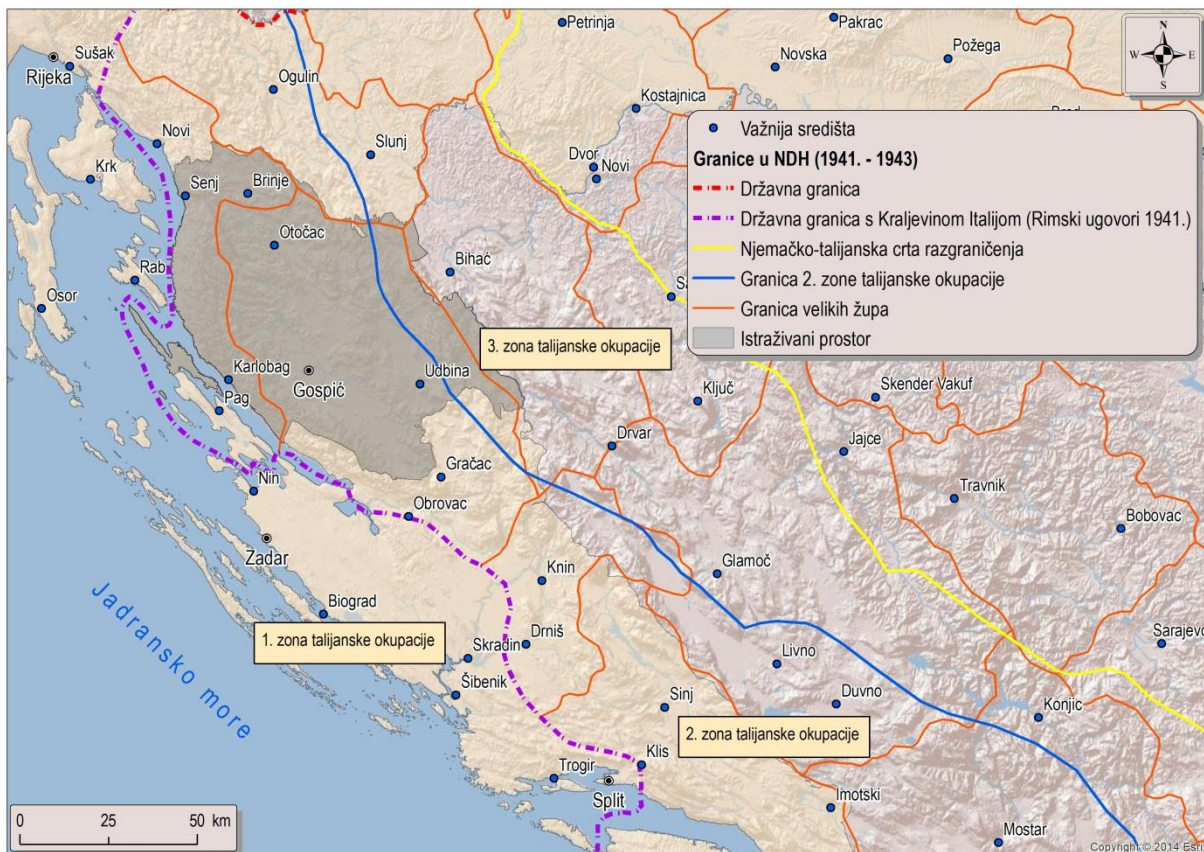 Petrinja
Pakrac
Sušak
Rijeka
Novska
Požega
N
W E
S
Ogulin
Kostajnica
Važnija središta
Granice u NDH (1941. - 1943)
Državna granica
Državna granica s Kraljevinom Italijom (Rimski ugovori 1941.)
Njemačko-talijanska crta razgraničenja
Granica 2. zone talijanske okupacije
Granica velikih župa
Istraživani prostor
Novi
Slunj
Dvor
Novi
Krk
Senj
Brinje
Otočac
Bihać
Rab
Osor
3. zona talijanske okupacije
Karlobag
Gospić
Udbina
Pag
Ključ
Skender Vakuf
Drvar
Jajce
Gračac
Nin
Obrovac
Travnik
Bobovac
Zadar
Knin
Glamoč
Jadransko more
Biograd
1. zona talijanske okupacije
Skradin
Drniš
Šibenik
Livno
Sarajevo
Sinj
Duvno
Konjic
2. zona talijanske okupacije
Klis
Trogir
Split
Imotski
Mostar
0 25 50 km
Copyright:© 2014 Esri